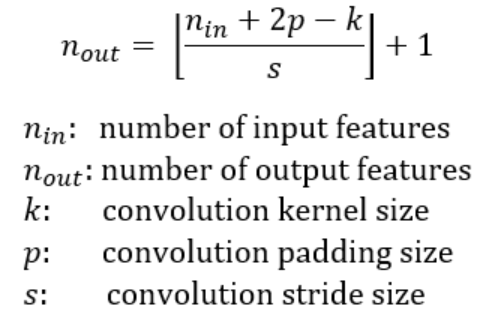 n_out = ⌊(n_in + 2p − k) / s⌋ + 1
n_in: number of input features
n_out: number of output features
k: convolution kernel size
p: convolution padding size
s: convolution stride size